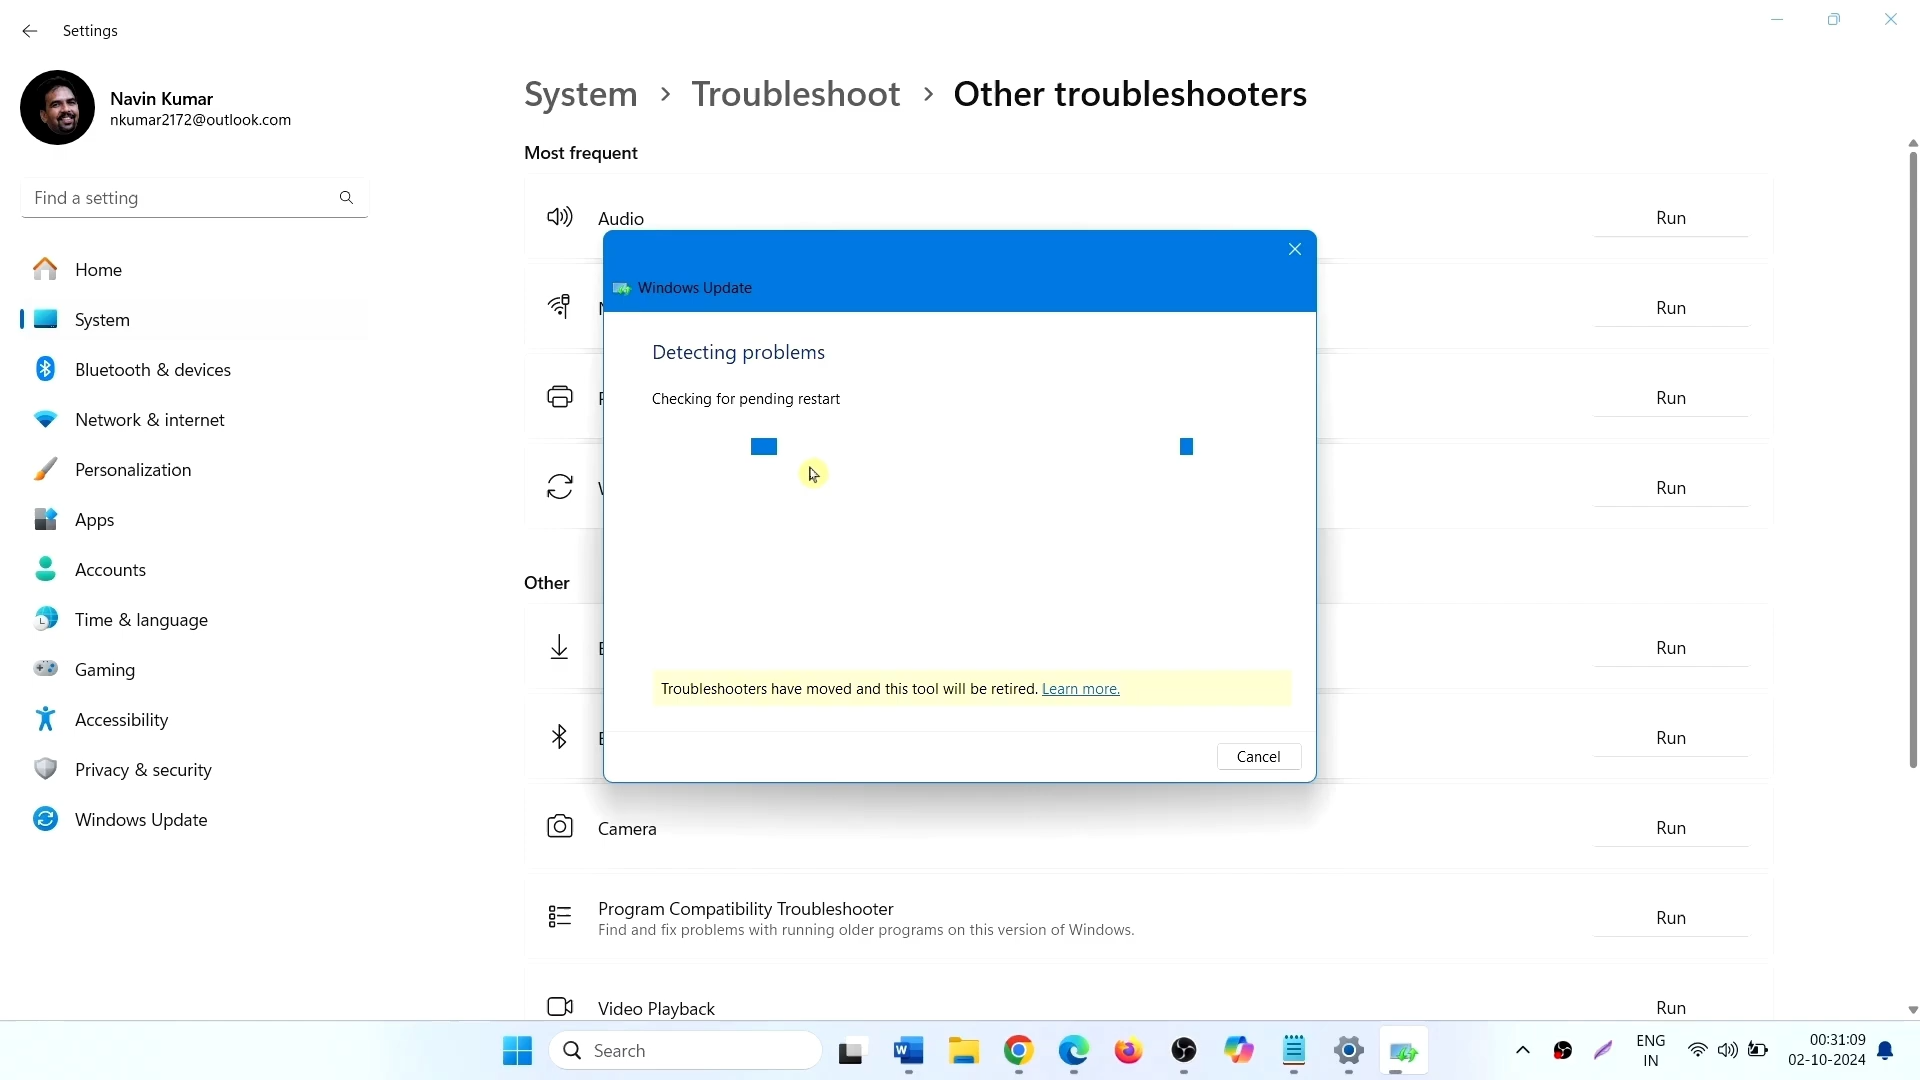 Settings
Navin Kumar
nkumar2172@outlook.com
Find a setting
Home
System
Bluetooth & devices
Network & internet
Personalization
Apps
Accounts
Time & language
Gaming
Accessibility
Privacy & security
Windows Update
System > Troubleshoot > Other troubleshooters
Most frequent
Audio
Run
Run
Run
Run
Windows Update
Detecting problems
Checking for pending restart
Troubleshooters have moved and this tool will be retired. Learn more.
Cancel
Other
Run
Run
Camera
Run
Program Compatibility Troubleshooter
Find and fix problems with running older programs on this version of Windows.
Run
Video Playback
Run
Search
ENG
IN
00:31:09
02-10-2024